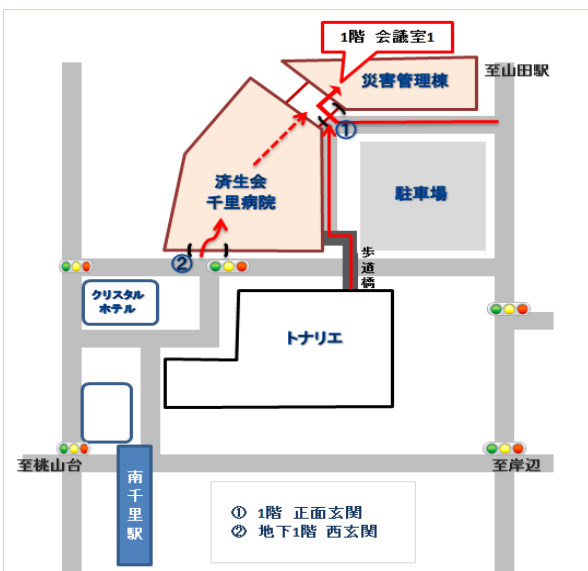 1階 会議室1
災害管理棟
至山田駅
①
済生会
千里病院
駐車場
②
歩道橋
クリスタル
ホテル
トナリエ
至桃山台
至岸辺
南千里駅
① 1階 正面玄関
② 地下1階 西玄関